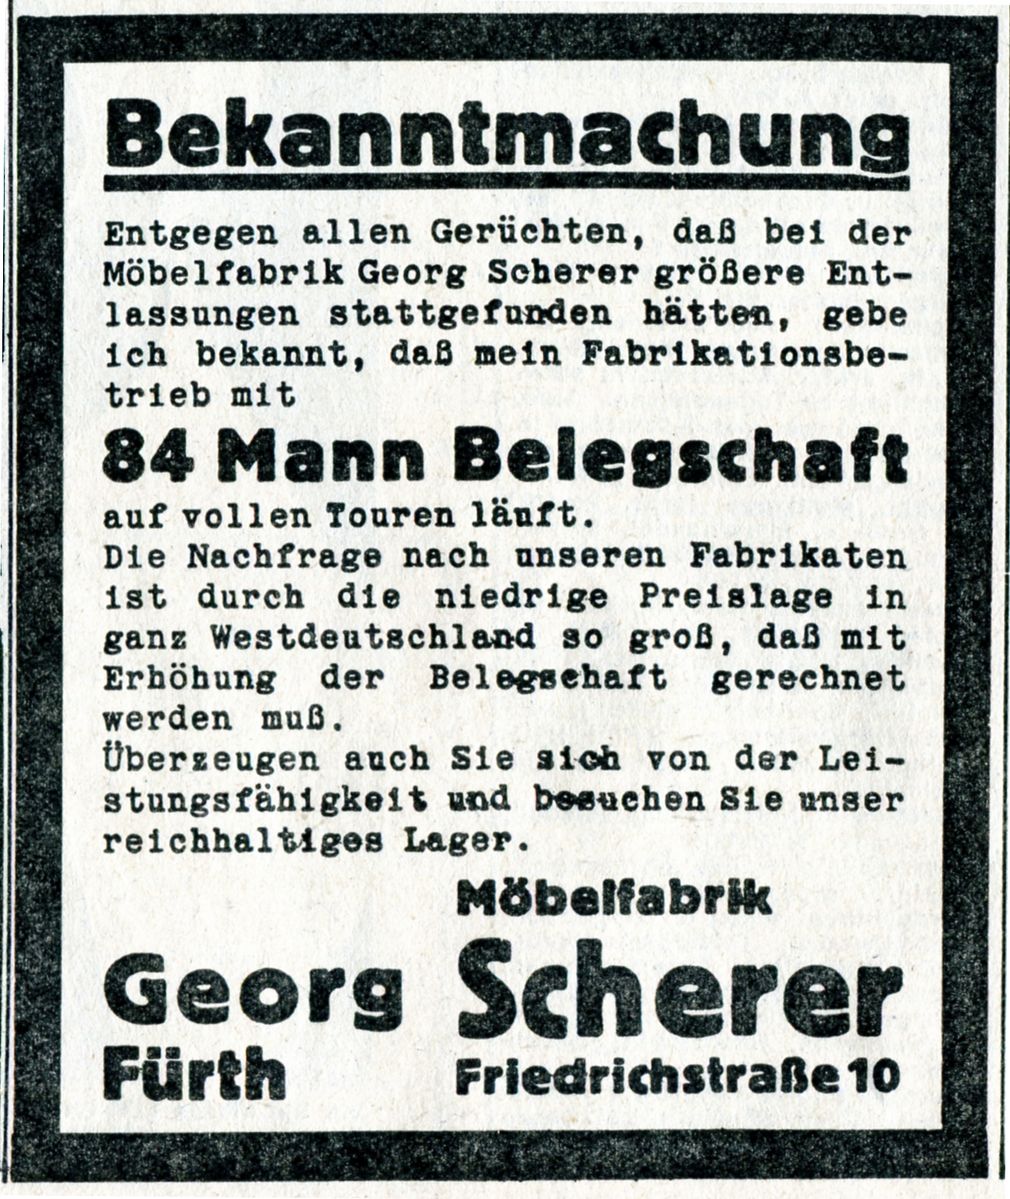 Bekanntmachung
Entgegen allen Gerüchten, daß bei der
Möbelfabrik Georg Scherer größere Ent-
lassungen stattgefunden hätten, gebe
ich bekannt, daß mein Fabrikationsbe-
trieb mit
84 Mann Belegschaft
auf vollen Touren läuft.
Die Nachfrage nach unseren Fabrikaten
ist durch die niedrige Preislage in
ganz Westdeutschland so groß, daß mit
Erhöhung der Belegschaft gerechnet
werden muß.
Überzeugen auch Sie sich von der Lei-
stungsfähigkeit und besuchen Sie unser
reichhaltiges Lager.
Möbelfabrik
Georg Scherer
Fürth Friedrichstraße 10